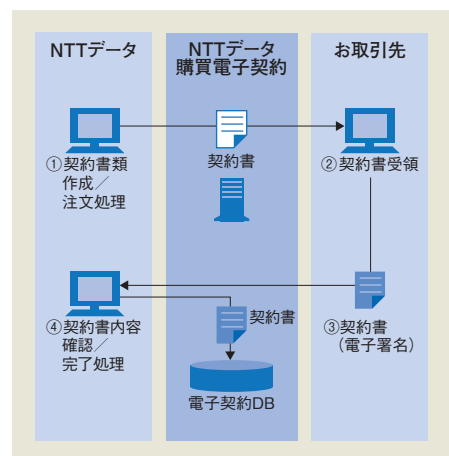 NTTデータ
NTTデータ
購買電子契約
お取引先
①契約書類
作成／
注文処理
契約書
②契約書受領
④契約書内容
確認／
完了処理
契約書
③契約書
（電子署名）
電子契約DB